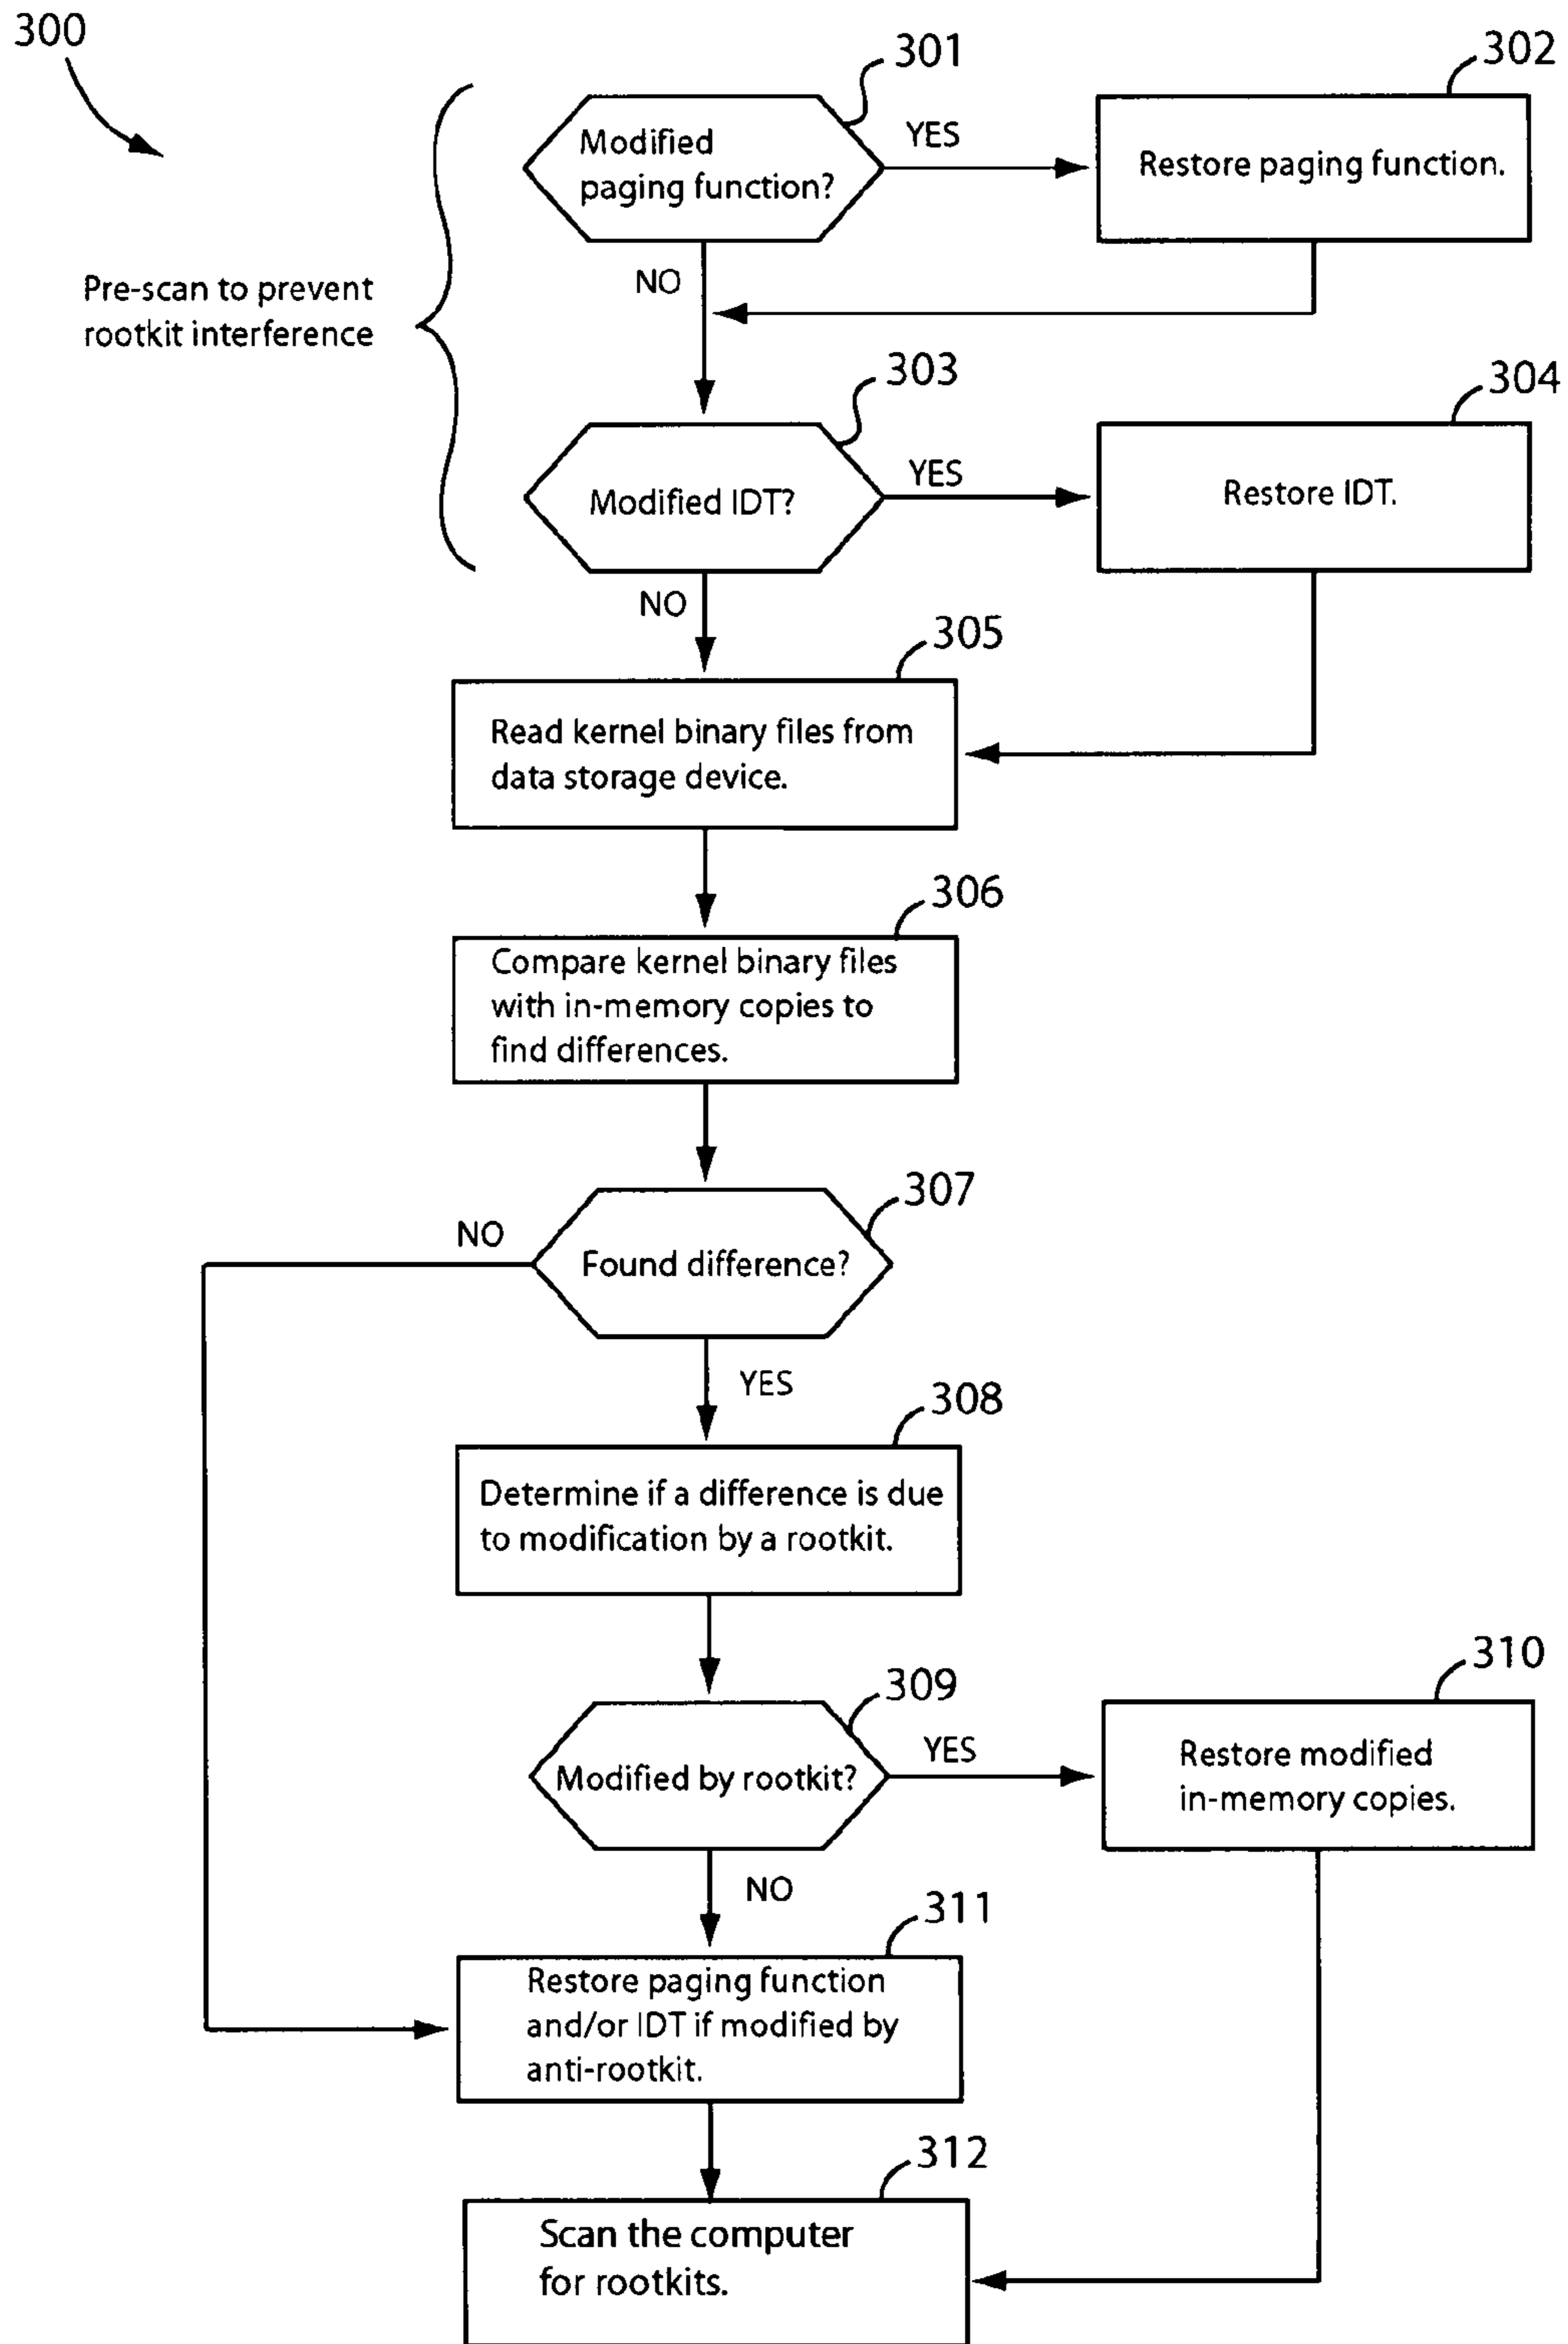 300
301
302
Modified
paging function?
YES
Restore paging function.
NO
Pre-scan to prevent
rootkit interference
303
304
Modified IDT?
YES
Restore IDT.
NO
305
Read kernel binary files from
data storage device.
306
Compare kernel binary files
with in-memory copies to
find differences.
307
NO
Found difference?
YES
308
Determine if a difference is due
to modification by a rootkit.
309
310
Modified by rootkit?
YES
Restore modified
in-memory copies.
NO
311
Restore paging function
and/or IDT if modified by
anti-rootkit.
312
Scan the computer
for rootkits.